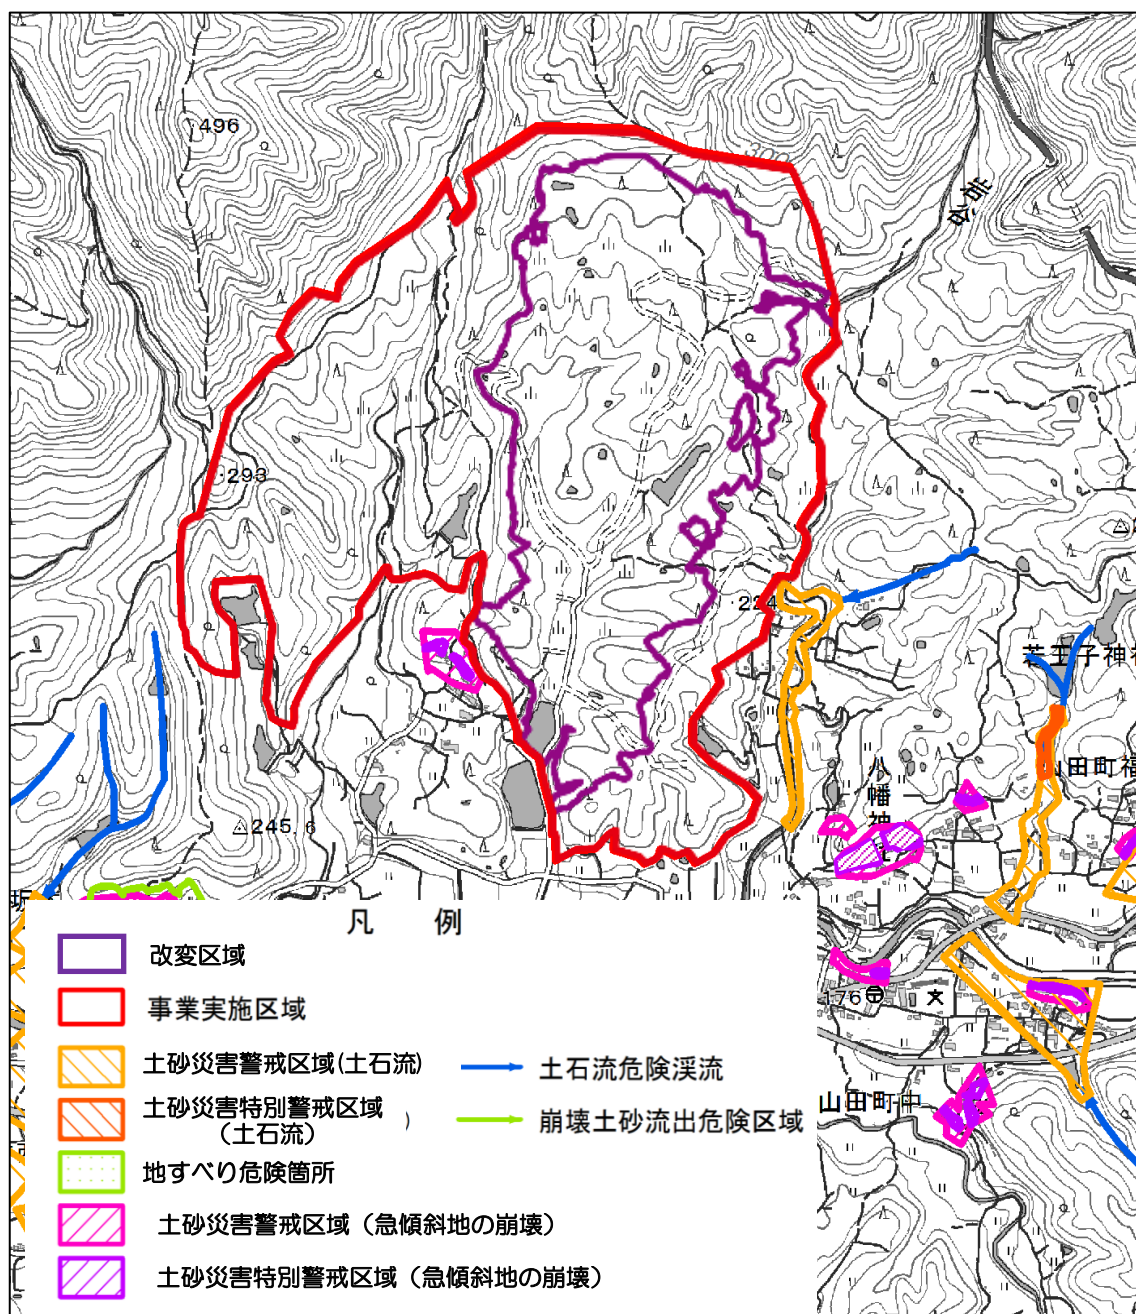 496
岩谷
293
224
若王子神社
山田町福
八幡神社
245.6
坂
176
文
山田町中
凡 例
改変区域
事業実施区域
土砂災害警戒区域(土石流)
土石流危険渓流
土砂災害特別警戒区域
(土石流)
)
崩壊土砂流出危険区域
地すべり危険箇所
土砂災害警戒区域(急傾斜地の崩壊)
土砂災害特別警戒区域(急傾斜地の崩壊)